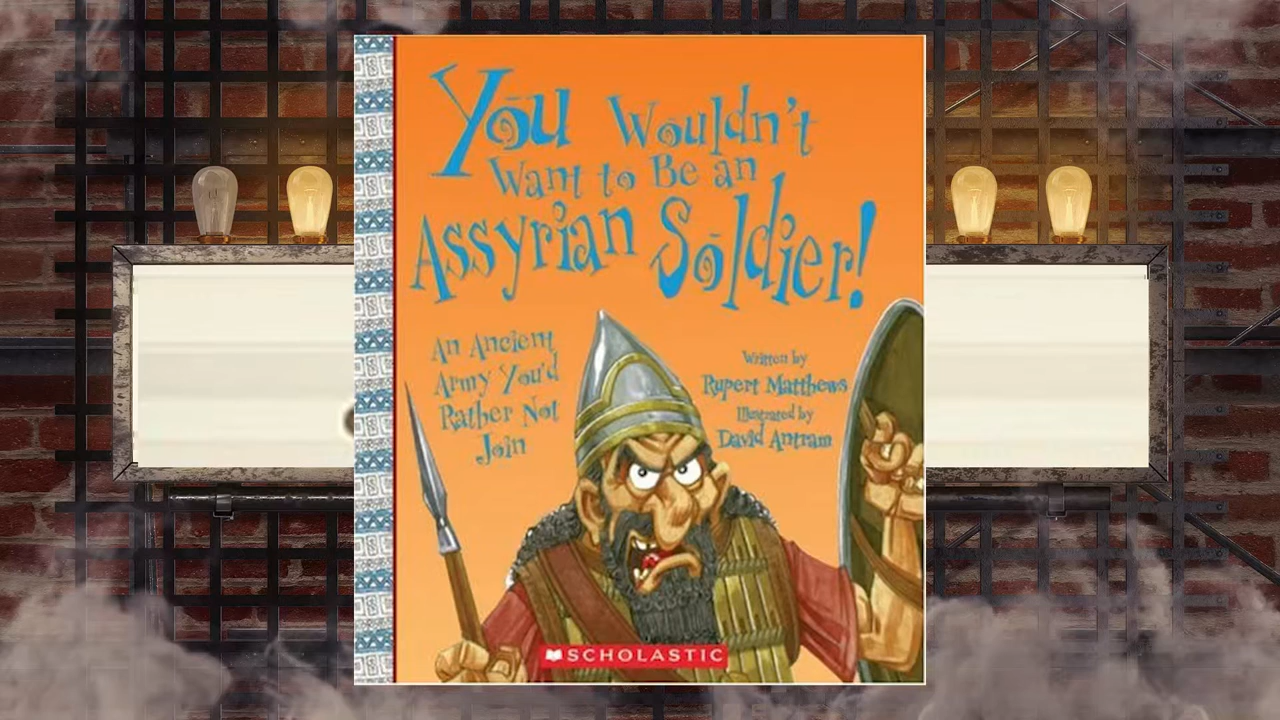 You Wouldn't
Want to Be an
Assyrian Soldier!
An Ancient
Army You'd
Rather Not
Join
Written by
Rupert Matthews
Illustrated by
David Antram
SCHOLASTIC